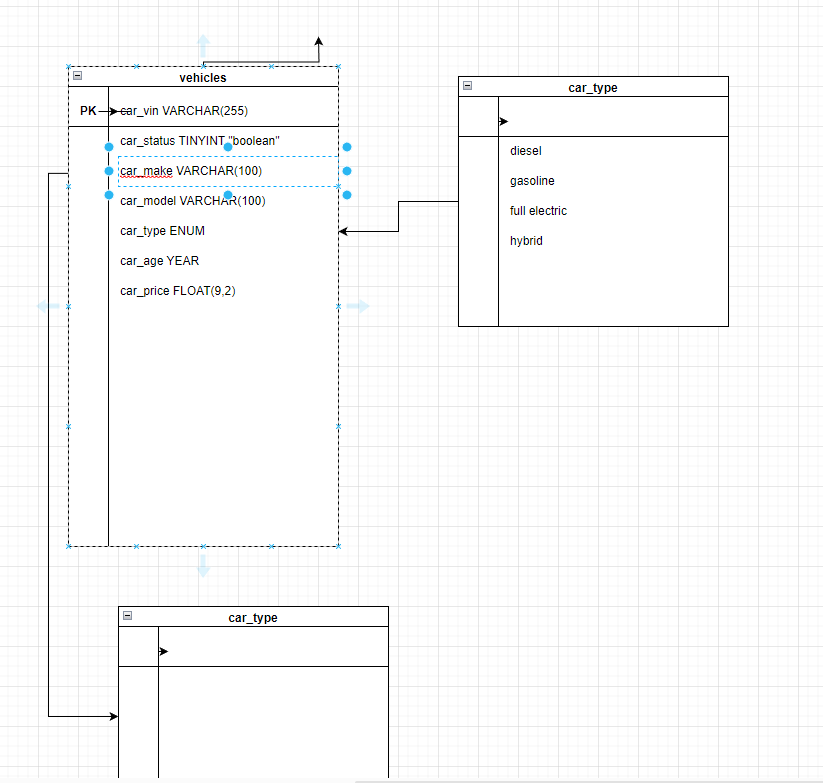 vehicles
PK
car_vin VARCHAR(255)
car_status TINYINT "boolean"
car_make VARCHAR(100)
car_model VARCHAR(100)
car_type ENUM
car_age YEAR
car_price FLOAT(9,2)
car_type
diesel
gasoline
full electric
hybrid
car_type